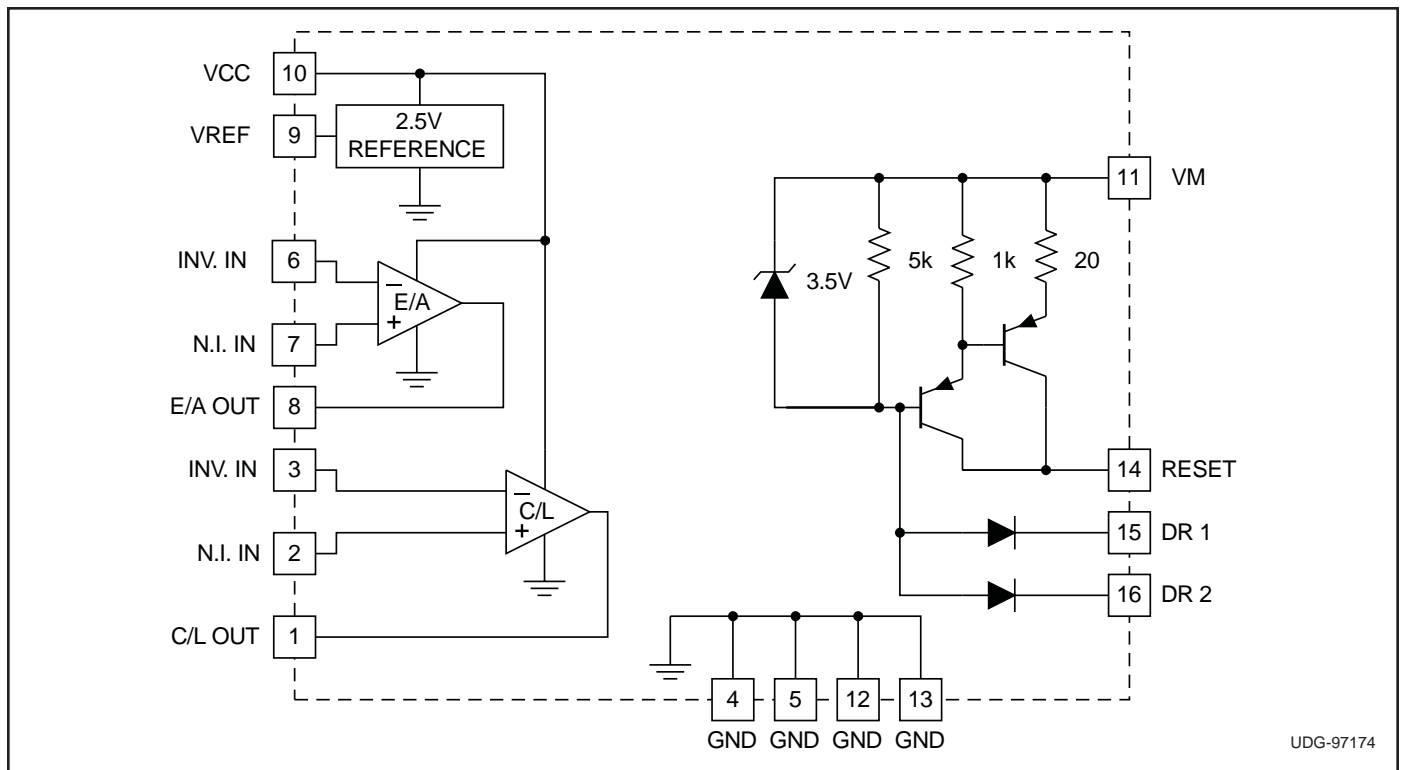 VCC 10
VREF 9
2.5V
REFERENCE
INV. IN 6
N.I. IN 7
− E/A +
E/A OUT 8
INV. IN 3
N.I. IN 2
− C/L +
C/L OUT 1
11 VM
3.5V 5k 1k 20
14 RESET
15 DR 1
16 DR 2
4 5 12 13
GND GND GND GND
UDG-97174